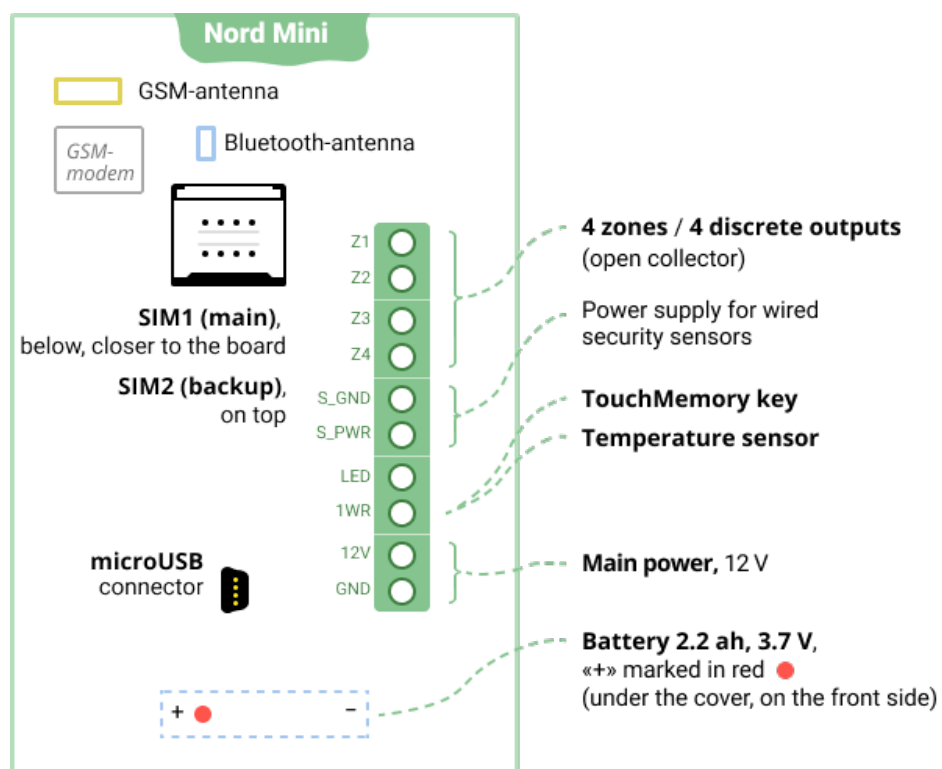 Nord Mini
GSM-antenna
GSM-
modem
Bluetooth-antenna
Z1
Z2
Z3
Z4
S_GND
S_PWR
LED
1WR
12V
GND
SIM1 (main),
below, closer to the board
SIM2 (backup),
on top
microUSB
connector
+
−
4 zones / 4 discrete outputs
(open collector)
Power supply for wired
security sensors
TouchMemory key
Temperature sensor
Main power, 12 V
Battery 2.2 ah, 3.7 V,
«+» marked in red
(under the cover, on the front side)